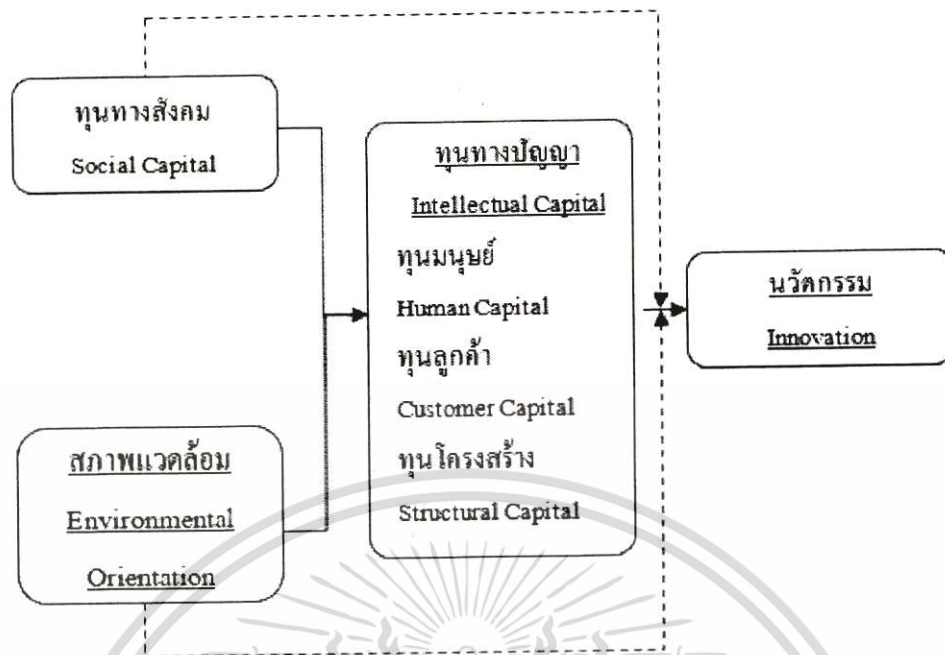 ทุนทางสังคม
Social Capital
สภาพแวดล้อม
Environmental
Orientation
ทุนทางปัญญา
Intellectual Capital
ทุนมนุษย์
Human Capital
ทุนลูกค้า
Customer Capital
ทุนโครงสร้าง
Structural Capital
นวัตกรรม
Innovation